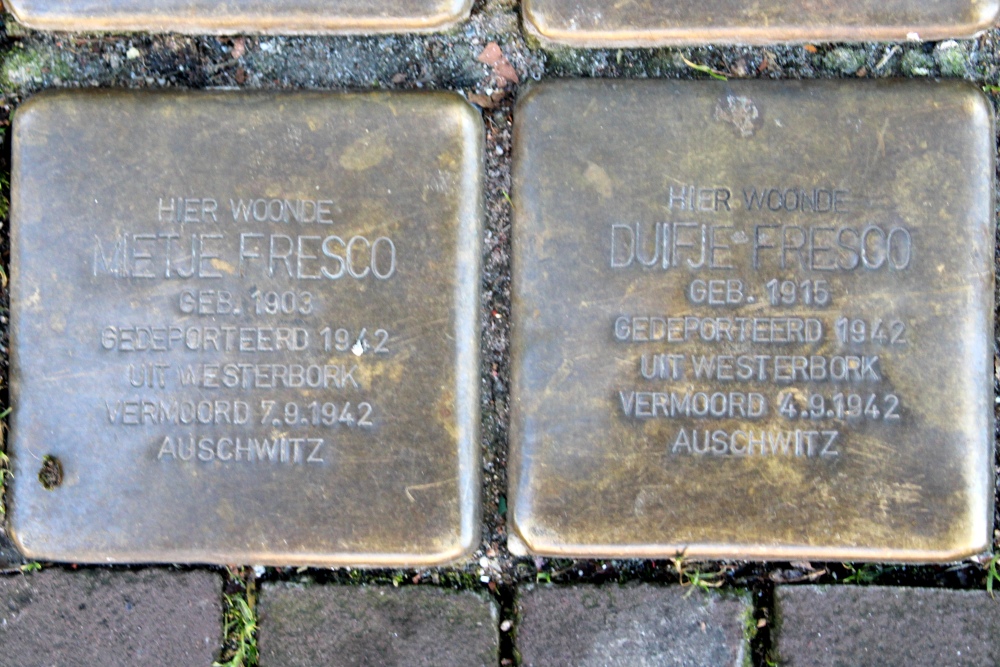 HIER WOONDE
MIETJE FRESCO
GEB. 1903
GEDEPORTEERD 1942
UIT WESTERBORK
VERMOORD 7.9.1942
AUSCHWITZ
HIER WOONDE
DUIFJE FRESCO
GEB. 1915
GEDEPORTEERD 1942
UIT WESTERBORK
VERMOORD 4.9.1942
AUSCHWITZ